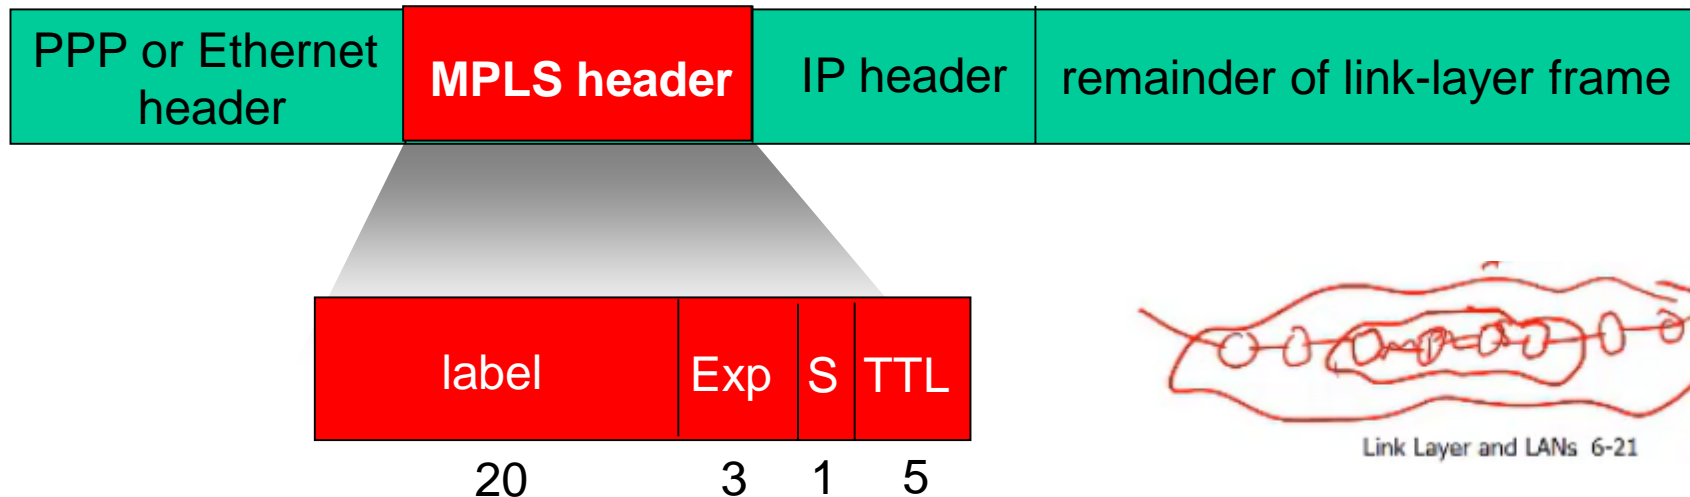 PPP or Ethernet
header
MPLS header
IP header
remainder of link-layer frame
label
Exp
S
TTL
20
3
1
5
Link Layer and LANs 6-21